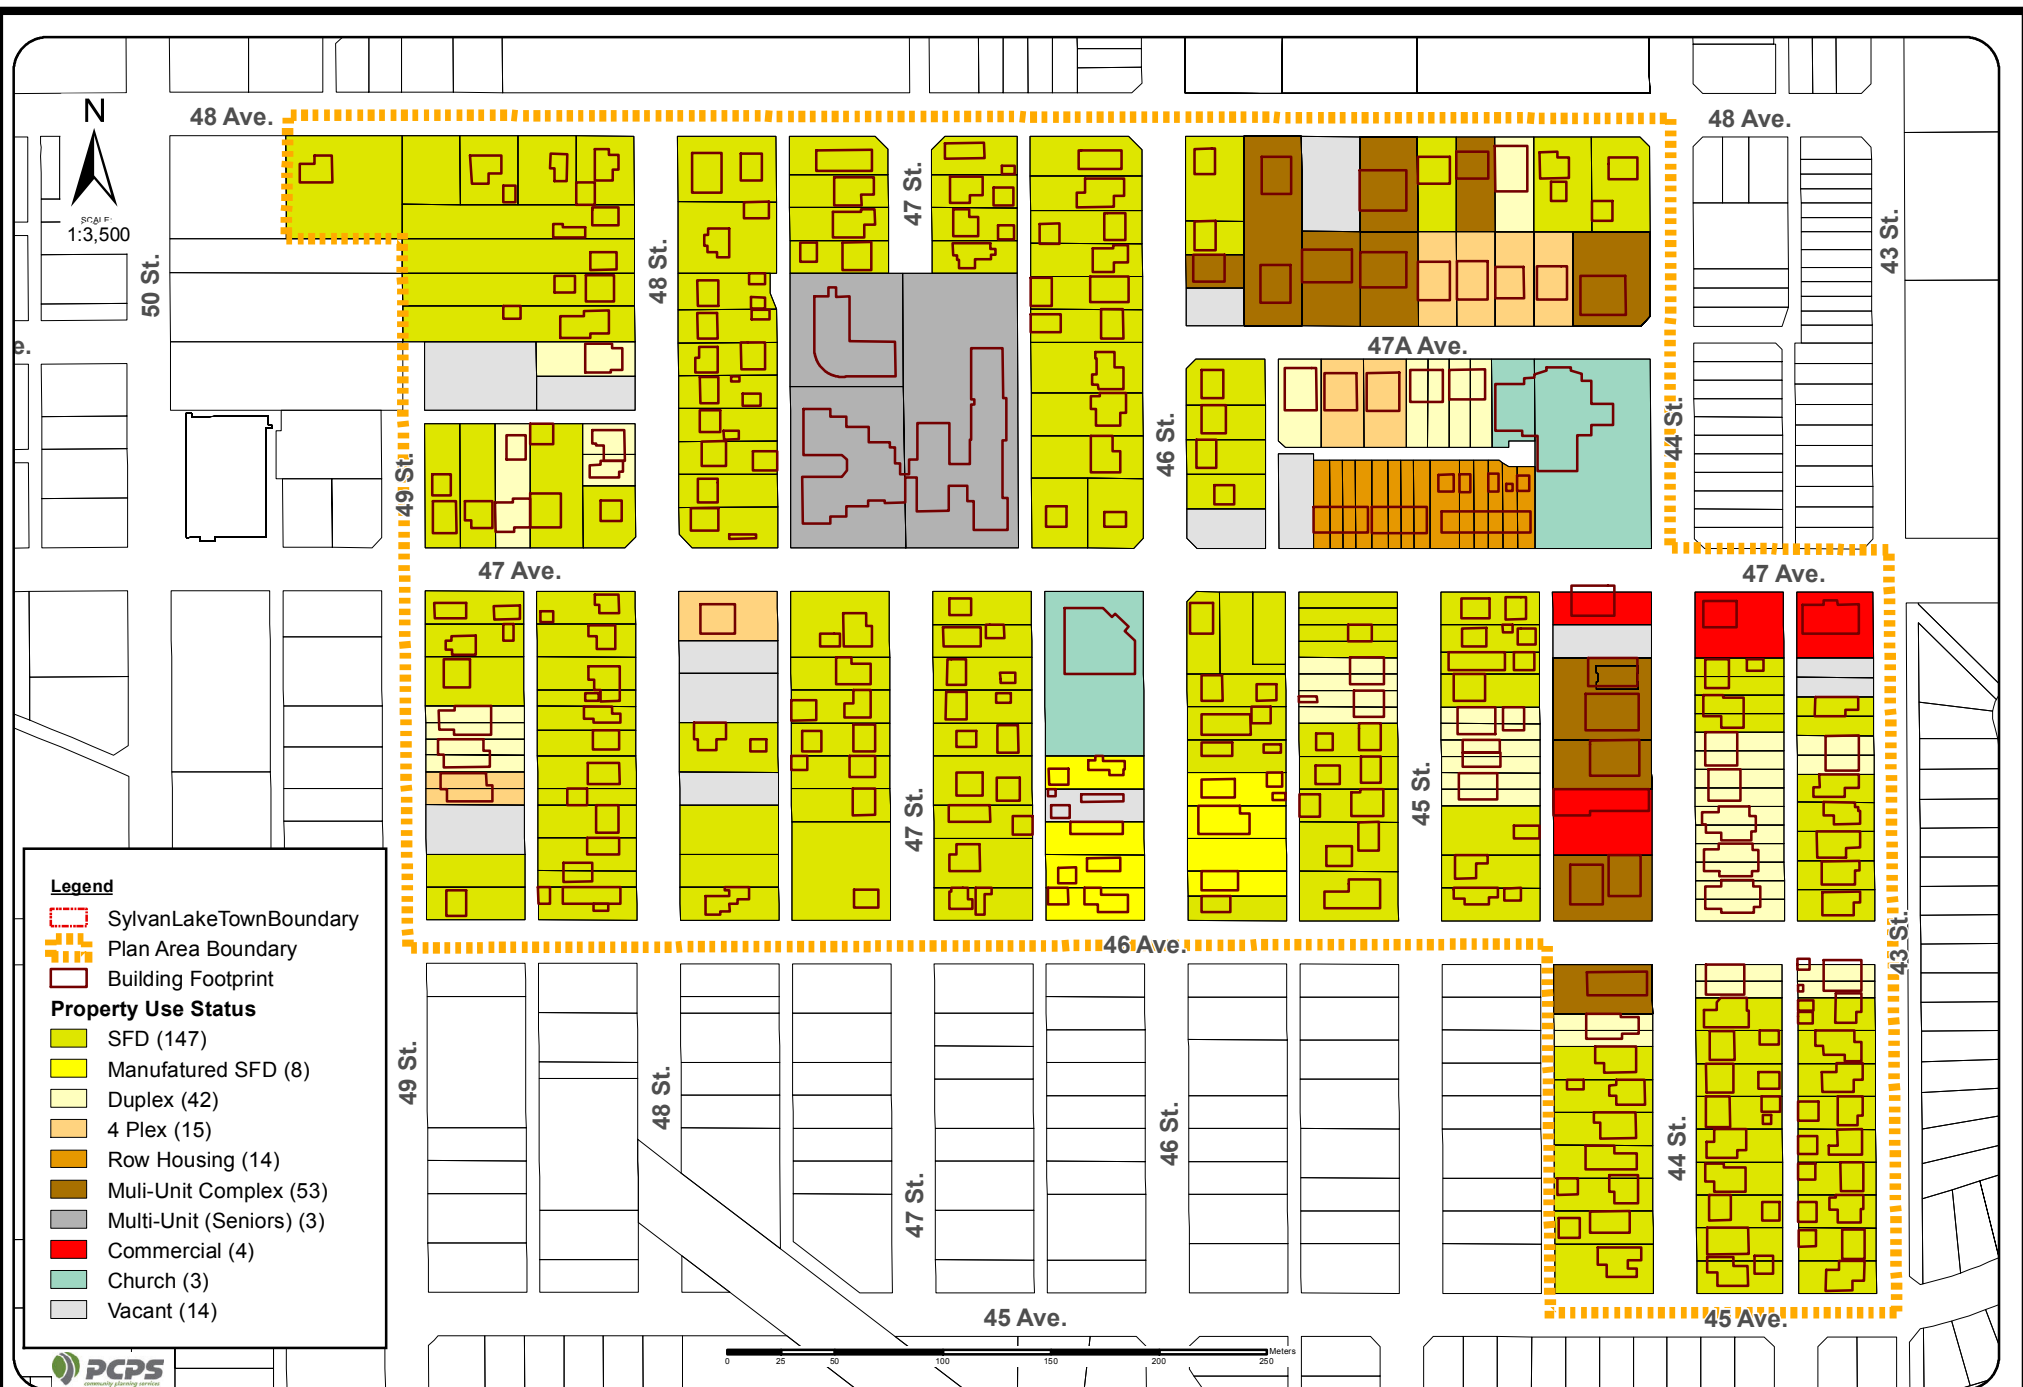 48 Ave.
48 Ave.
N
SCALE:
1:3,500
50 St.
48 St.
47 St.
43 St.
e.
47A Ave.
49 St.
46 St.
44 St.
47 Ave.
47 Ave.
47 St.
45 St.
43 St.
46 Ave.
Legend
SylvanLakeTownBoundary
Plan Area Boundary
Building Footprint
Property Use Status
SFD (147)
Manufatured SFD (8)
Duplex (42)
4 Plex (15)
Row Housing (14)
Muli-Unit Complex (53)
Multi-Unit (Seniors) (3)
Commercial (4)
Church (3)
Vacant (14)
49 St.
48 St.
47 St.
46 St.
44 St.
45 Ave.
45 Ave.
0 25 50 100 150 200 250 Meters
PCPS
community planning services